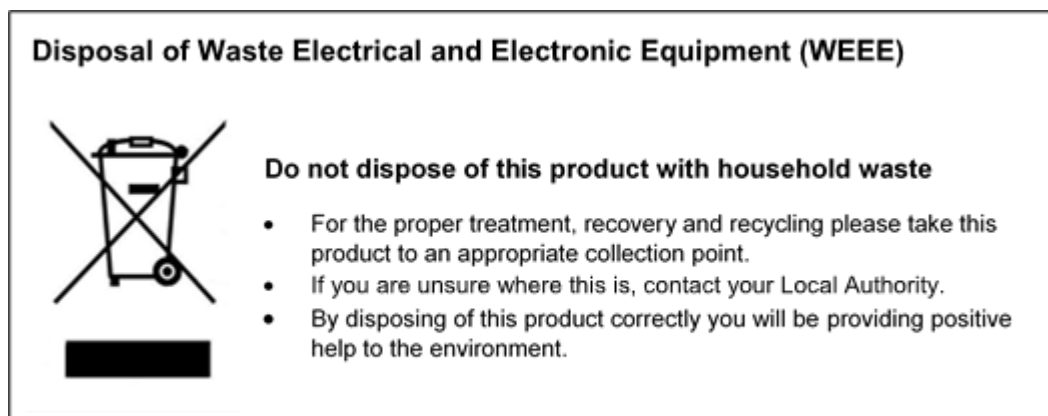 Disposal of Waste Electrical and Electronic Equipment (WEEE)
Do not dispose of this product with household waste
• For the proper treatment, recovery and recycling please take this
product to an appropriate collection point.
• If you are unsure where this is, contact your Local Authority.
• By disposing of this product correctly you will be providing positive
help to the environment.